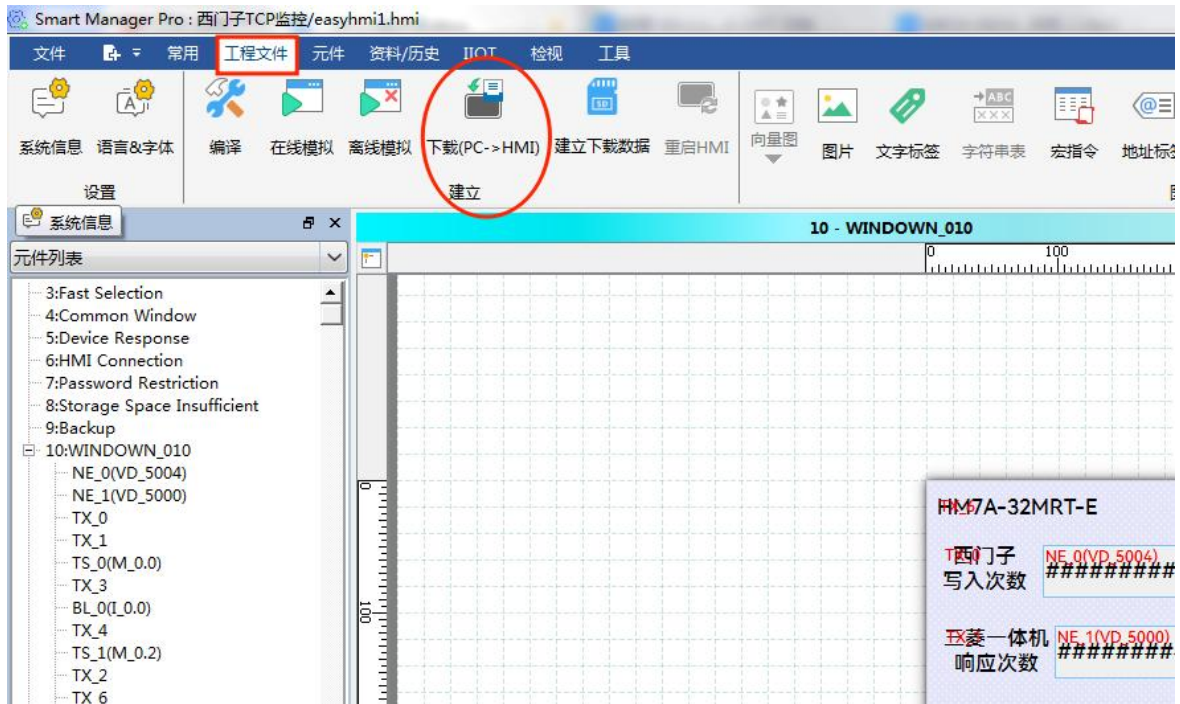 Smart Manager Pro : 西门子TCP监控/easyhmi1.hmi
文件 常用 工程文件 元件 资料/历史 IIOT 检视 工具
系统信息 语言&字体 编译 在线模拟 离线模拟 下载(PC->HMI) 建立下载数据 重启HMI 向量图 图片 文字标签 字符串表 宏指令 地址标签
设置 建立
系统信息
10 - WINDOWN_010
元件列表
0 100
3:Fast Selection
4:Common Window
5:Device Response
6:HMI Connection
7:Password Restriction
8:Storage Space Insufficient
9:Backup
10:WINDOWN_010
NE_0(VD_5004)
NE_1(VD_5000)
TX_0
TX_1
TS_0(M_0.0)
TX_3
BL_0(I_0.0)
TX_4
TS_1(M_0.2)
TX_2
TX_6
0
100
HM7A-32MRT-E
西门子
写入次数
NE_0(VD_5004)
##########
三菱一体机
响应次数
NE_1(VD_5000)
#########